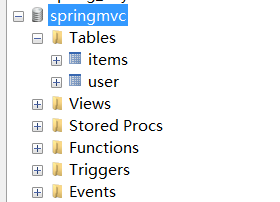 springmvc
Tables
items
user
Views
Stored Procs
Functions
Triggers
Events